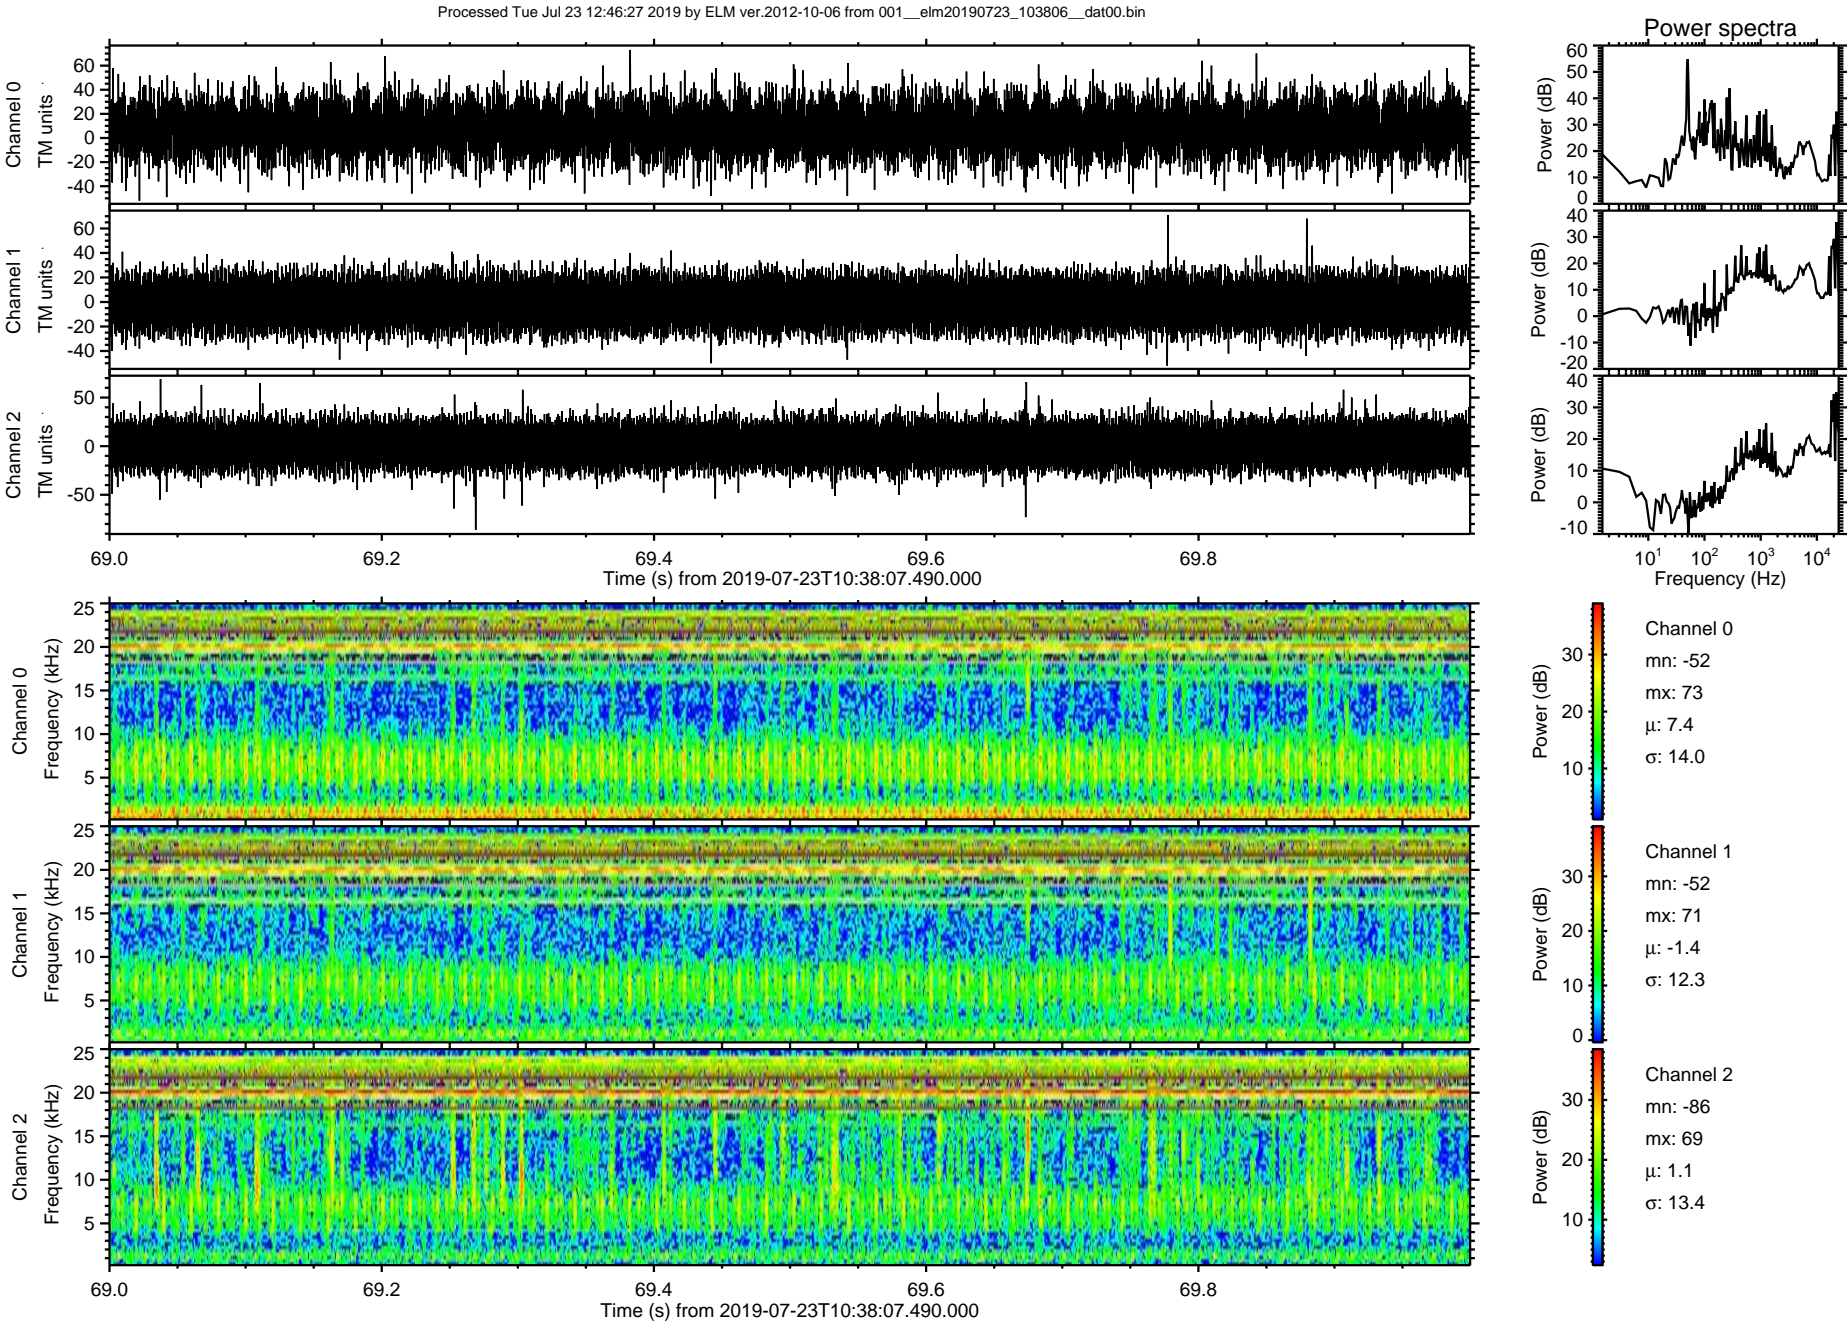 Processed Tue Jul 23 12:46:27 2019 by ELM ver.2012-10-06 from 001__elm20190723_103806__dat00.bin
Power spectra
Channel 0
TM units
60
40
20
0
-20
-40
Power (dB)
60
50
40
30
20
10
0
Channel 1
TM units
60
40
20
0
-20
-40
Power (dB)
40
30
20
10
0
-10
-20
Channel 2
TM units
50
0
-50
Power (dB)
40
30
20
10
0
-10
69.0 69.2 69.4 69.6 69.8
Time (s) from 2019-07-23T10:38:07.490.000
10^1 10^2 10^3 10^4
Frequency (Hz)
Channel 0
Frequency (kHz)
25
20
15
10
5
Power (dB)
30
20
10
Channel 0
mn: -52
mx: 73
μ: 7.4
σ: 14.0
Channel 1
Frequency (kHz)
25
20
15
10
5
Power (dB)
30
20
10
0
Channel 1
mn: -52
mx: 71
μ: -1.4
σ: 12.3
Channel 2
Frequency (kHz)
25
20
15
10
5
Power (dB)
30
20
10
Channel 2
mn: -86
mx: 69
μ: 1.1
σ: 13.4
69.0 69.2 69.4 69.6 69.8
Time (s) from 2019-07-23T10:38:07.490.000